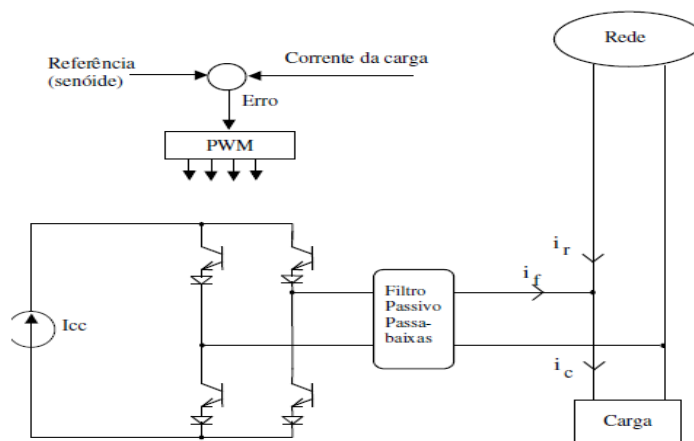 Rede
Referência
(senóide)
Corrente da carga
Erro
PWM
i r
i f
Filtro
Passivo
Passa-
baixas
Icc
i c
Carga